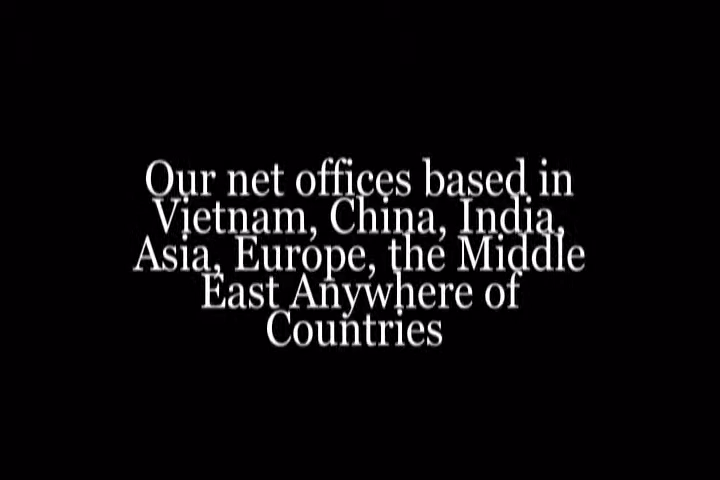 Our net offices based in
Vietnam, China, India,
Asia, Europe, the Middle
East Anywhere of
Countries